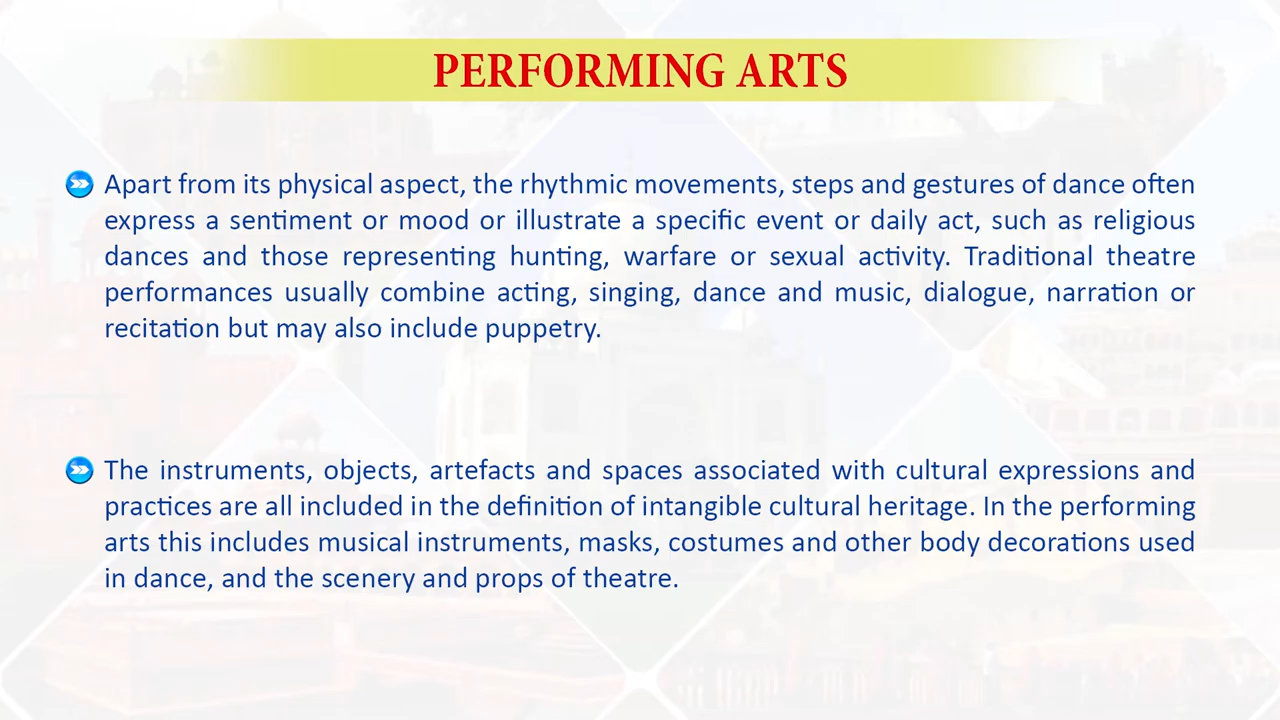 PERFORMING ARTS
Apart from its physical aspect, the rhythmic movements, steps and gestures of dance often
express a sentiment or mood or illustrate a specific event or daily act, such as religious
dances and those representing hunting, warfare or sexual activity. Traditional theatre
performances usually combine acting, singing, dance and music, dialogue, narration or
recitation but may also include puppetry.
The instruments, objects, artefacts and spaces associated with cultural expressions and
practices are all included in the definition of intangible cultural heritage. In the performing
arts this includes musical instruments, masks, costumes and other body decorations used
in dance, and the scenery and props of theatre.